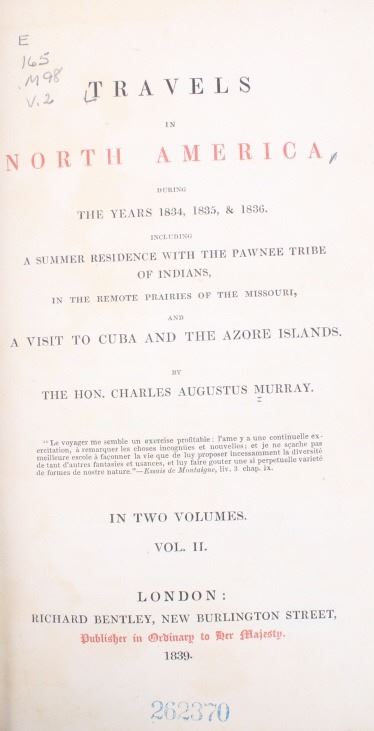 E
165
.M98
V.2
TRAVELS
IN
NORTH AMERICA
DURING
THE YEARS 1834, 1835, & 1836.
INCLUDING
A SUMMER RESIDENCE WITH THE PAWNEE TRIBE
OF INDIANS,
IN THE REMOTE PRAIRIES OF THE MISSOURI,
AND
A VISIT TO CUBA AND THE AZORE ISLANDS.
BY
THE HON. CHARLES AUGUSTUS MURRAY.
"Le voyager me semble un exercise profitable: l'ame y a une continuelle ex-
ercitation, à remarquer les choses incognues et nouvelles; et je ne sçache pas
meilleure escole à façonner la vie que de luy proposer incessamment la diversité
de tant d'autres fantasies et usances, et luy faire gouter une si perpetuelle varieté
de formes de nostre nature."—Essais de Montaigne, liv. 3. chap. ix.
IN TWO VOLUMES.
VOL. II.
LONDON:
RICHARD BENTLEY, NEW BURLINGTON STREET,
Publisher in Ordinary to Her Majesty.
1839.
262370